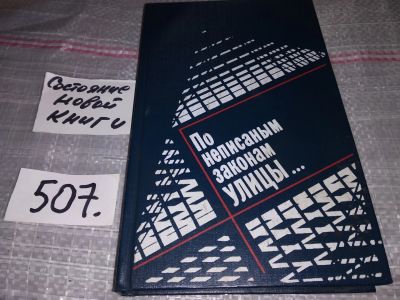 Состояние
новой
книги
507.
По
неписаным
законам
УЛИЦЫ...